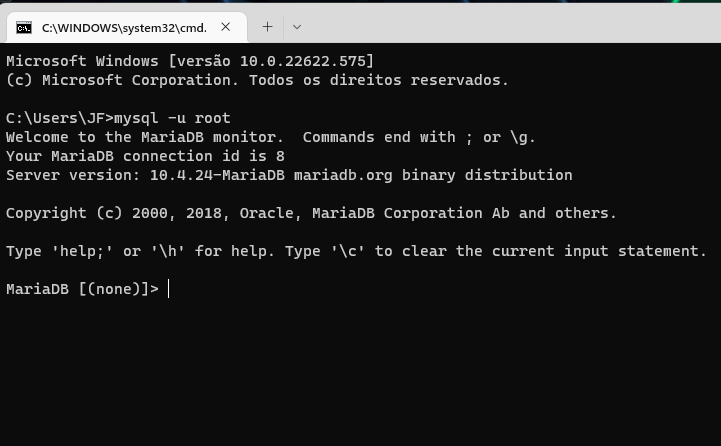 C:\WINDOWS\system32\cmd.
Microsoft Windows [versão 10.0.22622.575]
(c) Microsoft Corporation. Todos os direitos reservados.
C:\Users\JF>mysql -u root
Welcome to the MariaDB monitor.  Commands end with ; or \g.
Your MariaDB connection id is 8
Server version: 10.4.24-MariaDB mariadb.org binary distribution
Copyright (c) 2000, 2018, Oracle, MariaDB Corporation Ab and others.
Type 'help;' or '\h' for help. Type '\c' to clear the current input statement.
MariaDB [(none)]>